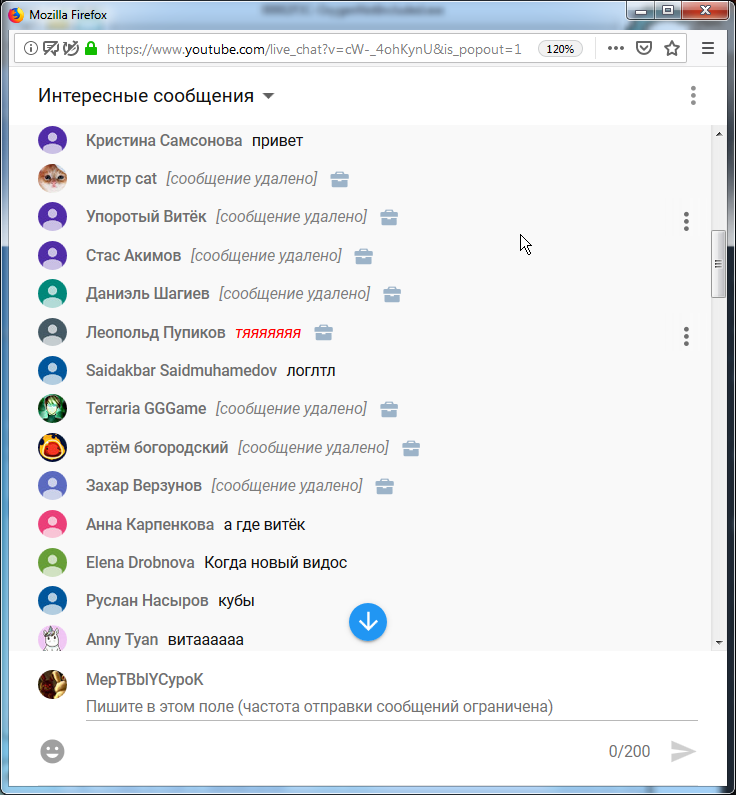 Mozilla Firefox
https://www.youtube.com/live_chat?v=cW-_4ohKynU&is_popout=1 120%
Интересные сообщения
Кристина Самсонова привет
мистр cat [сообщение удалено]
Упоротый Витёк [сообщение удалено]
Стас Акимов [сообщение удалено]
Даниэль Шагиев [сообщение удалено]
Леопольд Пупиков тяяяяяяя
Saidakbar Saidmuhamedov логлтл
Terraria GGGame [сообщение удалено]
артём богородский [сообщение удалено]
Захар Верзунов [сообщение удалено]
Анна Карпенкова а где витёк
Elena Drobnova Когда новый видос
Руслан Насыров кубы
Anny Tyan витаааааа
MepTBblYCypoK
Пишите в этом поле (частота отправки сообщений ограничена)
0/200